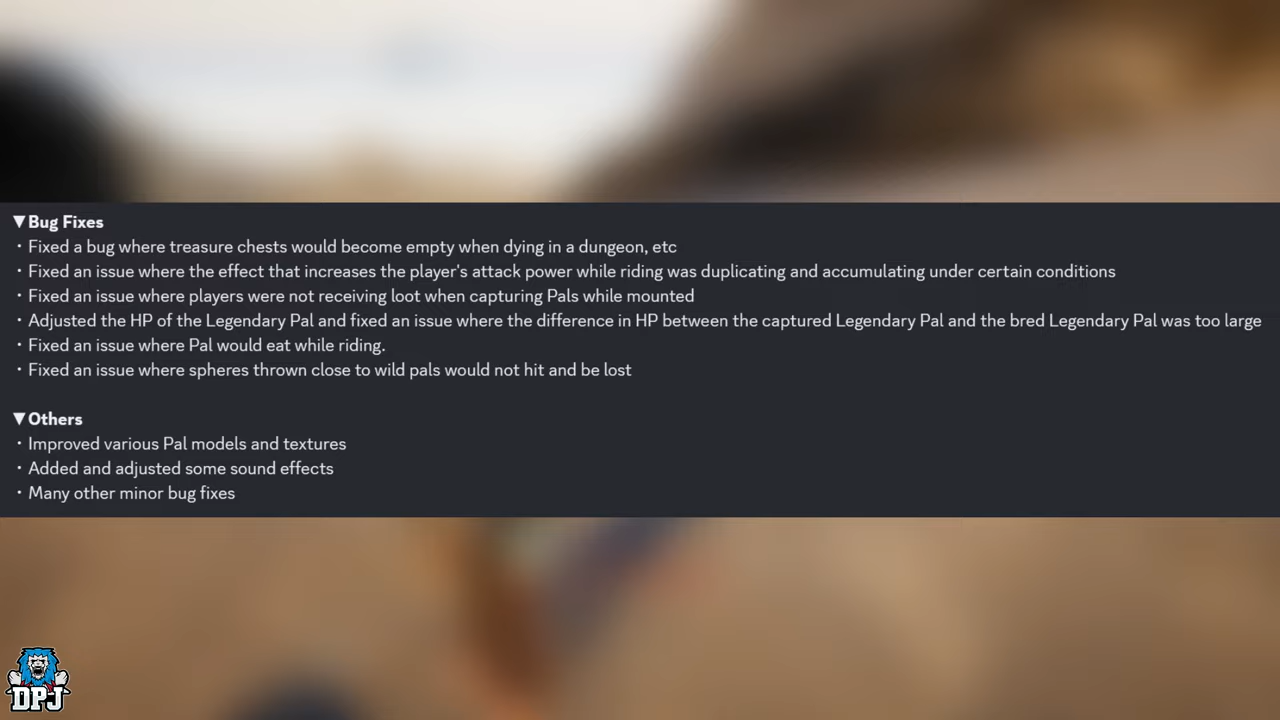 ▼Bug Fixes
・Fixed a bug where treasure chests would become empty when dying in a dungeon, etc
・Fixed an issue where the effect that increases the player's attack power while riding was duplicating and accumulating under certain conditions
・Fixed an issue where players were not receiving loot when capturing Pals while mounted
・Adjusted the HP of the Legendary Pal and fixed an issue where the difference in HP between the captured Legendary Pal and the bred Legendary Pal was too large
・Fixed an issue where Pal would eat while riding.
・Fixed an issue where spheres thrown close to wild pals would not hit and be lost
▼Others
・Improved various Pal models and textures
・Added and adjusted some sound effects
・Many other minor bug fixes
DPJ